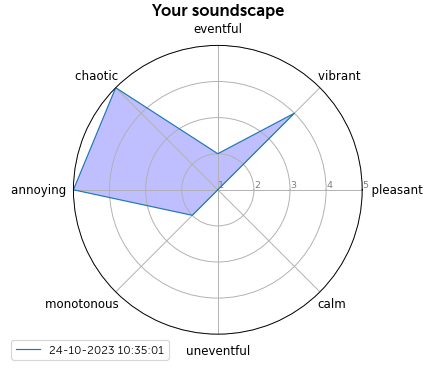 Your soundscape
eventful
chaotic
vibrant
annoying
1 2 3 4 5
pleasant
monotonous
calm
uneventful
24-10-2023 10:35:01